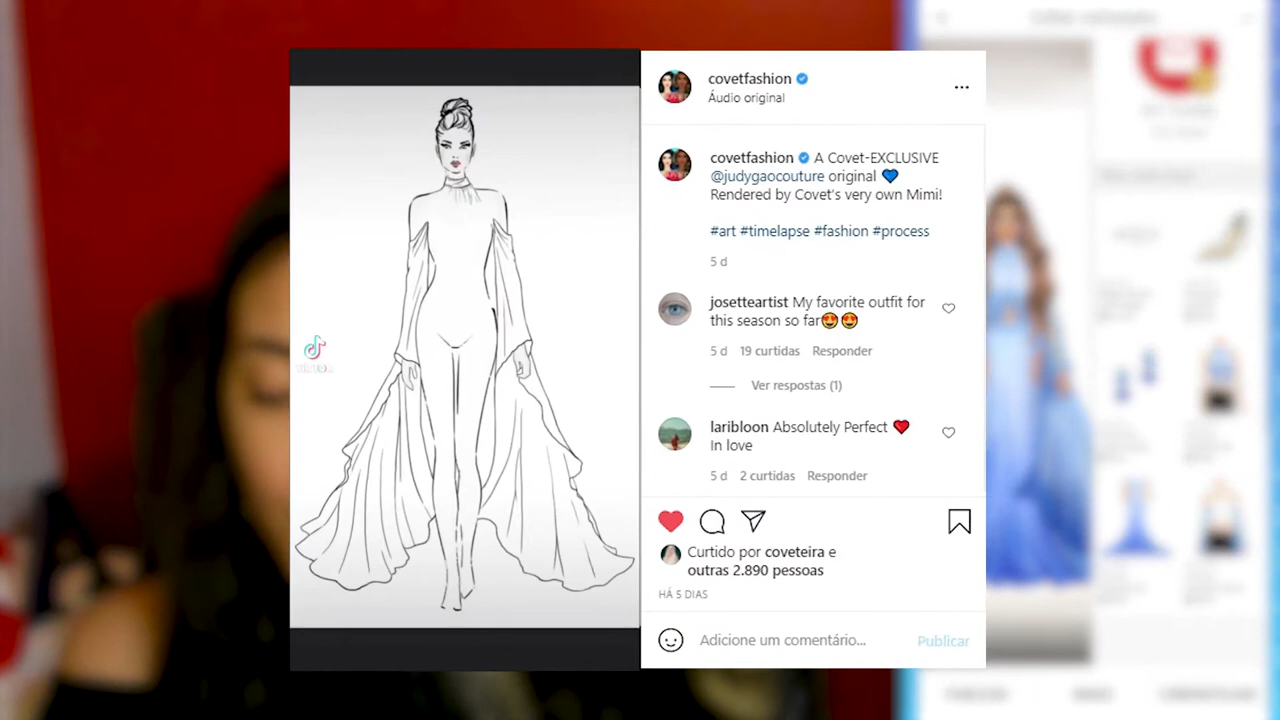 covetfashion
Áudio original
covetfashion A Covet-EXCLUSIVE
@judygaocouture original 💙
Rendered by Covet's very own Mimi!
#art #timelapse #fashion #process
5 d
josetteartist My favorite outfit for
this season so far😍😍
5 d 19 curtidas Responder
Ver respostas (1)
laribloon Absolutely Perfect ❤️
In love
5 d 2 curtidas Responder
Curtido por coveteira e
outras 2.890 pessoas
HÁ 5 DIAS
Adicione um comentário... Publicar